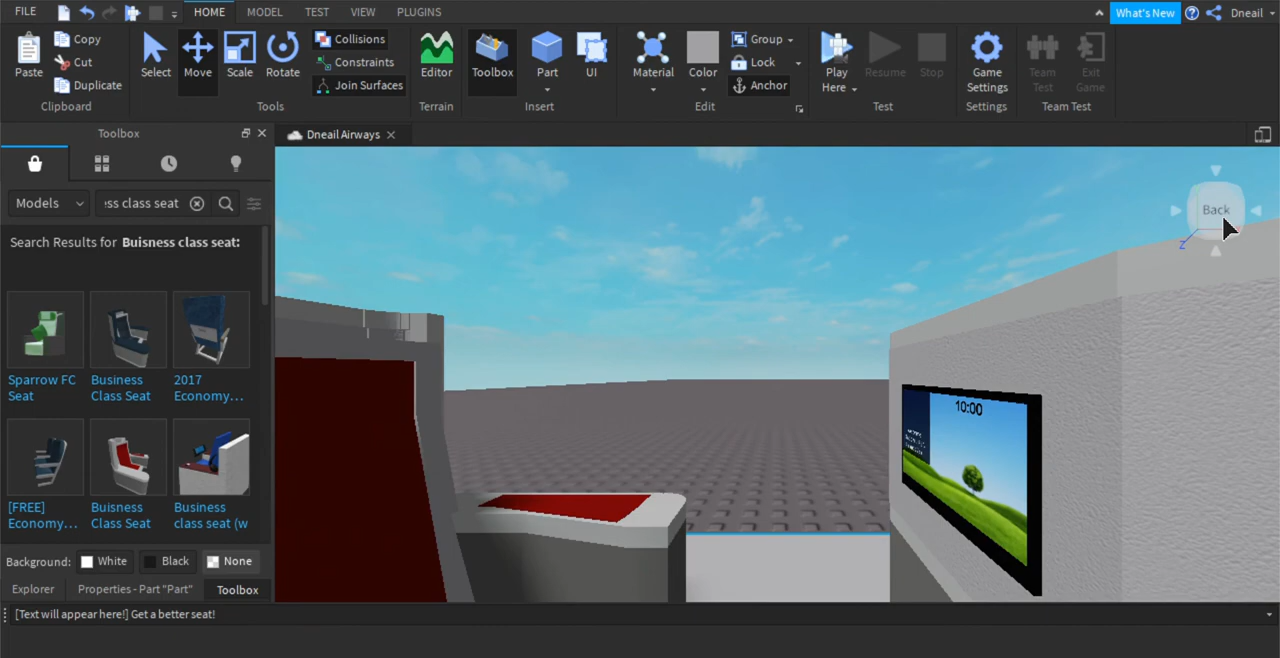 FILE HOME MODEL TEST VIEW PLUGINS What's New Dneail
Paste Copy Cut Duplicate
Clipboard
Select Move Scale Rotate Collisions Constraints Join Surfaces
Tools
Editor
Terrain
Toolbox Part UI
Insert
Material Color Group Lock Anchor
Edit
Play Here Resume Stop
Test
Game Settings
Settings
Team Test Exit Game
Team Test
Toolbox
Dneail Airways
Models ess class seat
Search Results for Buisness class seat:
Sparrow FC Seat
Business Class Seat
2017 Economy...
[FREE] Economy...
Buisness Class Seat
Business class seat (w
Background: White Black None
Explorer Properties - Part "Part" Toolbox
[Text will appear here!] Get a better seat!
Back
Z
10:00